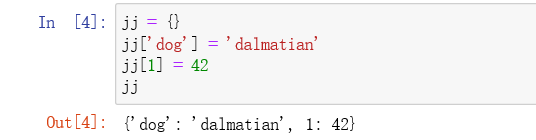 In [4]: jj = {}
jj['dog'] = 'dalmatian'
jj[1] = 42
jj
Out[4]: {'dog': 'dalmatian', 1: 42}